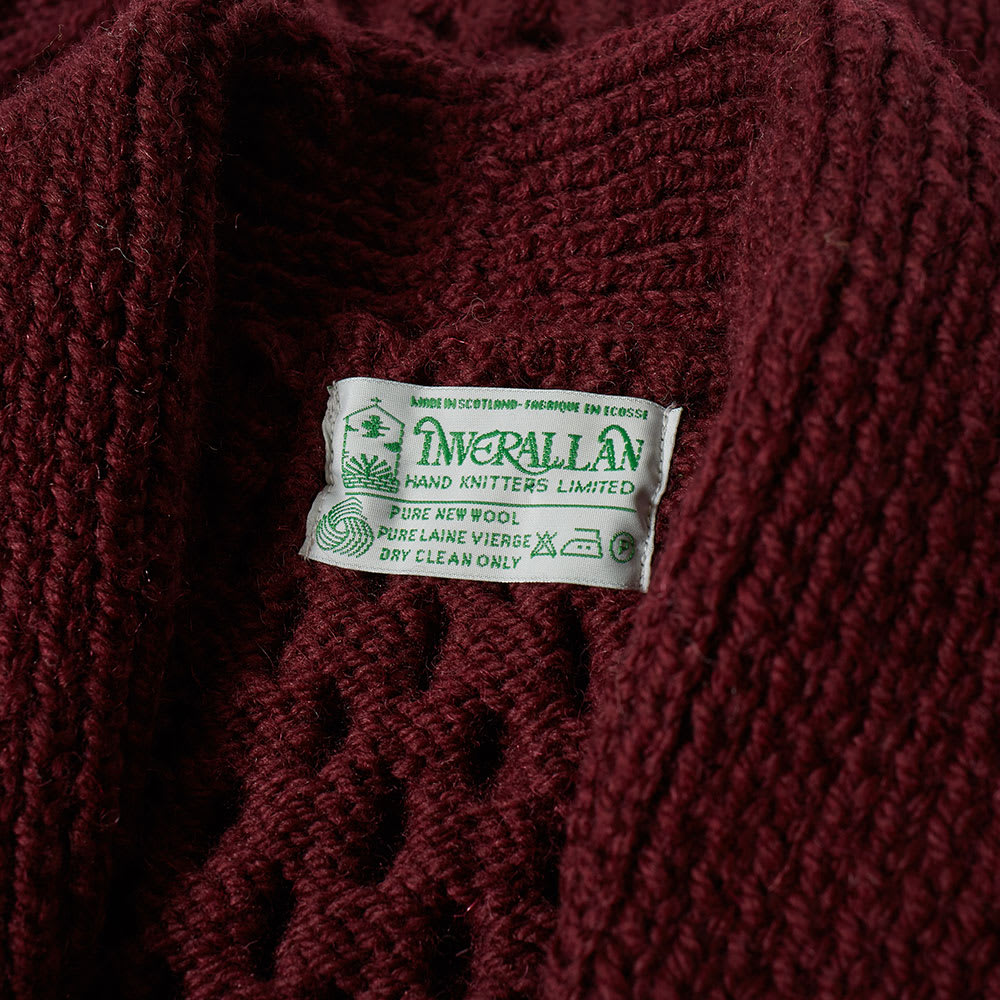 MADE IN SCOTLAND - FABRIQUE EN ECOSSE
INVERALLAN
HAND KNITTERS LIMITED
PURE NEW WOOL
PURE LAINE VIERGE
DRY CLEAN ONLY
P